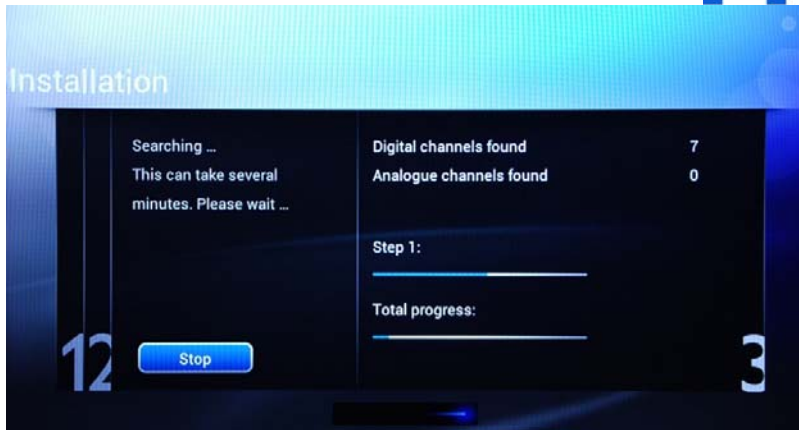 Installation
Searching ...
This can take several
minutes. Please wait ...
Digital channels found 7
Analogue channels found 0
Step 1:
Total progress:
Stop
12
3